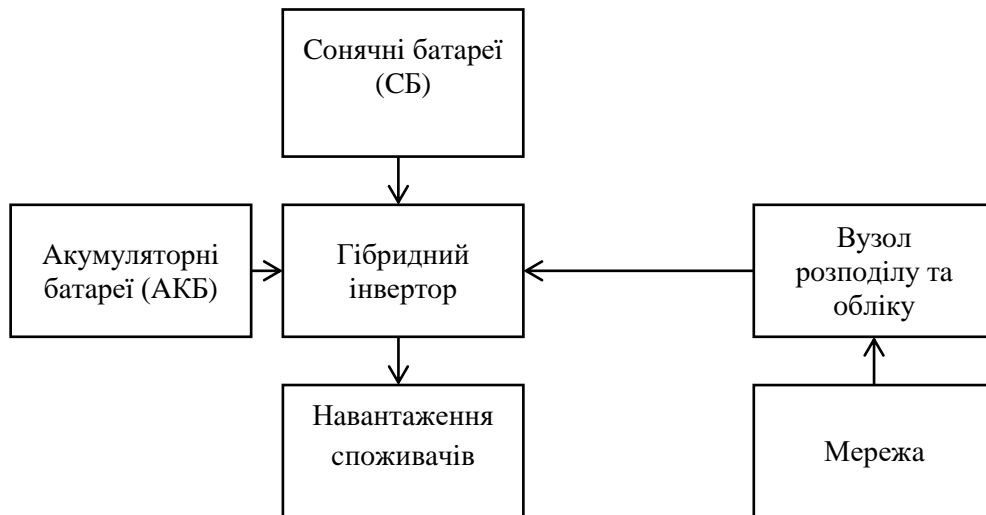 Сонячні батареї
(СБ)
Акумуляторні
батареї (АКБ)
Гібридний
інвертор
Вузол
розподілу та
обліку
Навантаження
споживачів
Мережа